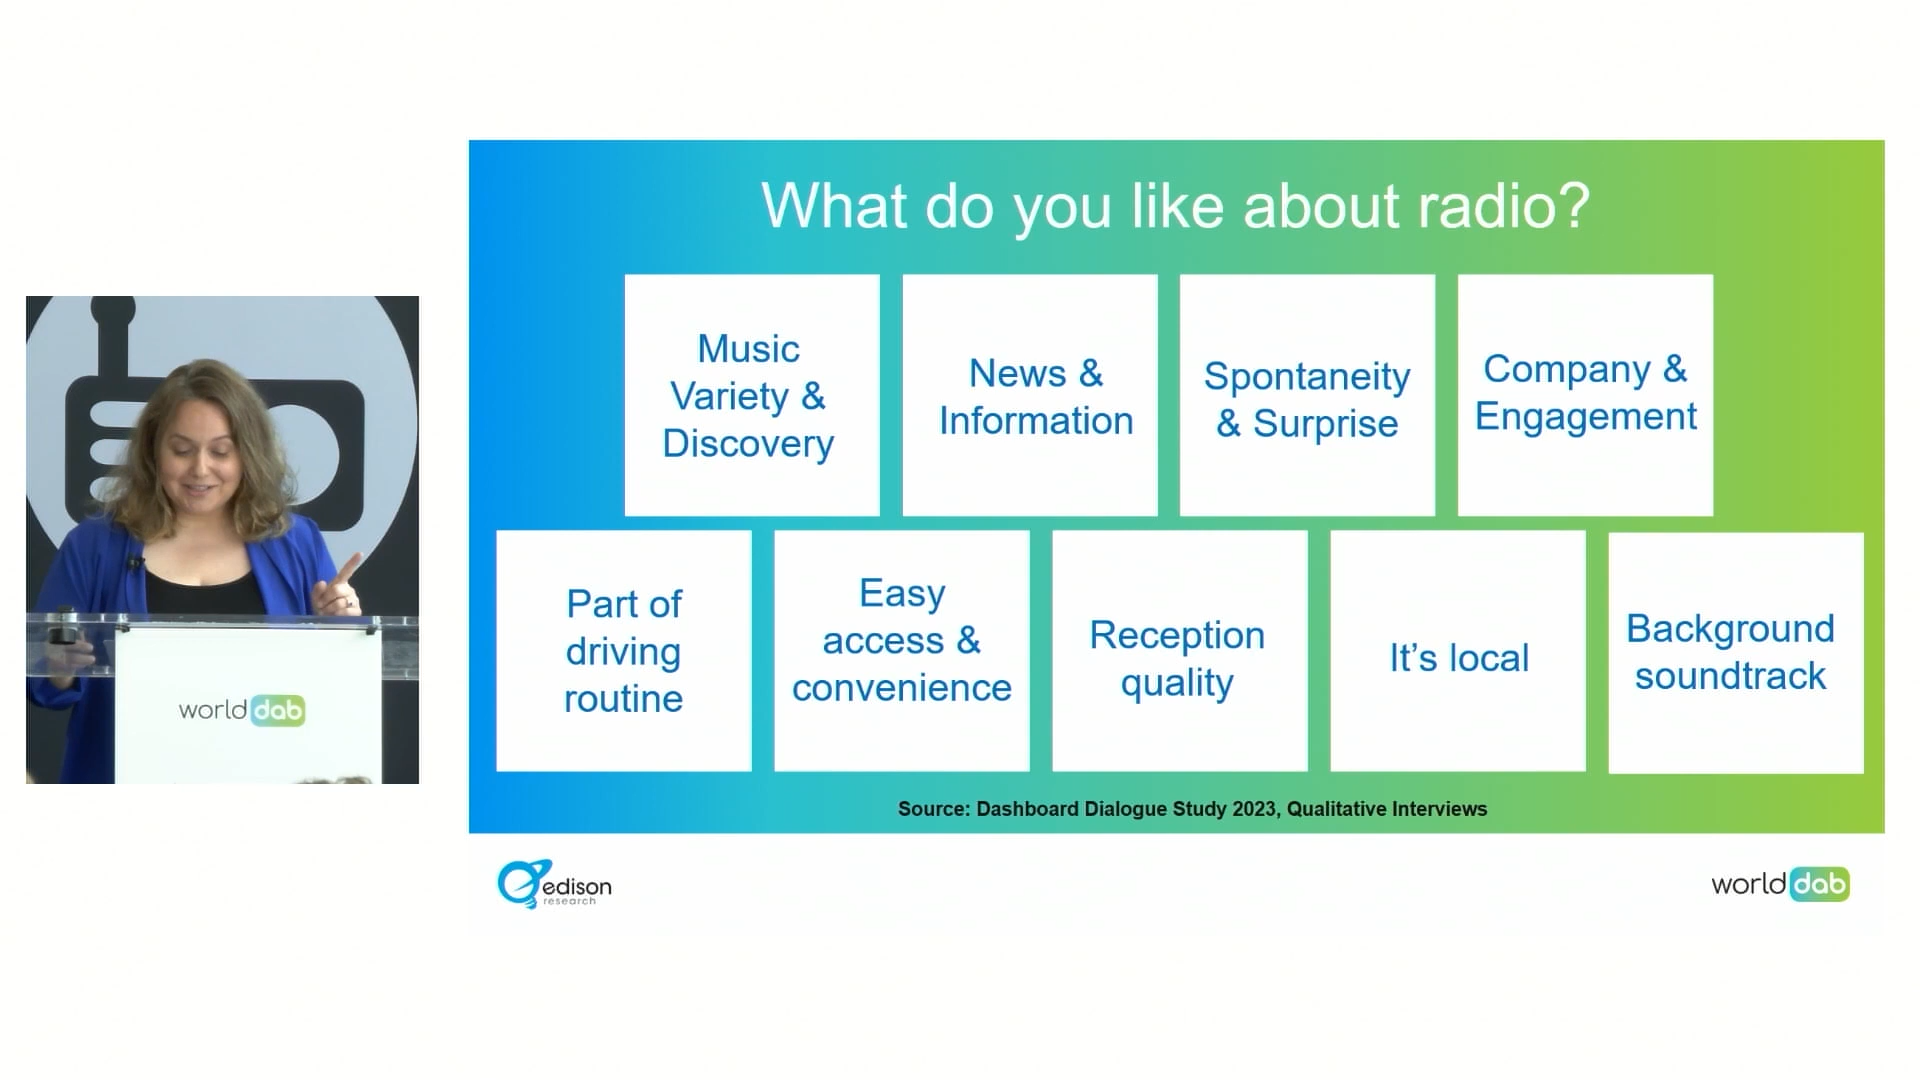 What do you like about radio?
Music
Variety &
Discovery
News &
Information
Spontaneity
& Surprise
Company &
Engagement
Part of
driving
routine
Easy
access &
convenience
Reception
quality
It's local
Background
soundtrack
Source: Dashboard Dialogue Study 2023, Qualitative Interviews
world dab
edison
research
world dab